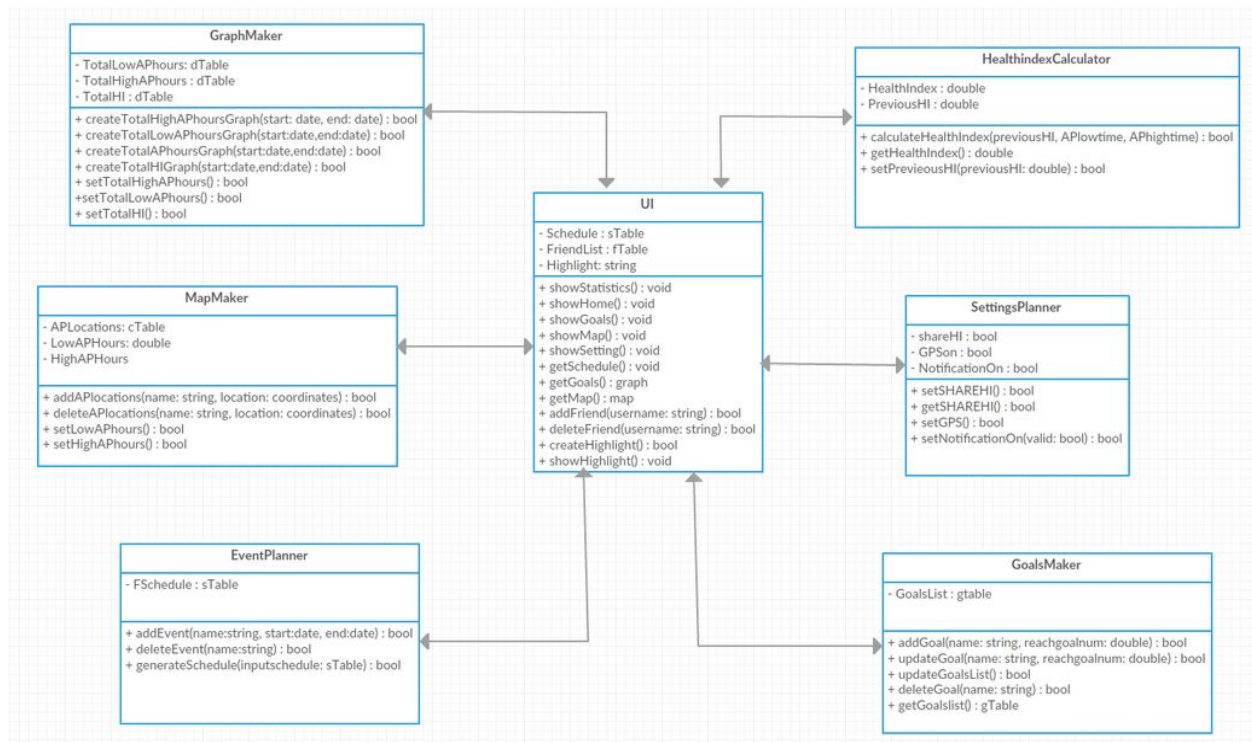 GraphMaker
- TotalLowAPhours: dTable
- TotalHighAPhours : dTable
- TotalHI : dTable
+ createTotalHighAPhoursGraph(start: date, end: date) : bool
+ createTotalLowAPhoursGraph(start:date,end:date) : bool
+ createTotalAPhoursGraph(start:date,end:date) : bool
+ createTotalHIGraph(start:date,end:date) : bool
+ setTotalHighAPhours() : bool
+setTotalLowAPhours() : bool
+ setTotalHI() : bool
HealthindexCalculator
- HealthIndex : double
- PreviousHI : double
+ calculateHealthIndex(previousHI, APlowtime, APhightime) : bool
+ getHealthIndex() : double
+ setPrevieousHI(previousHI: double) : bool
UI
- Schedule : sTable
- FriendList : fTable
- Highlight: string
+ showStatistics() : void
+ showHome() : void
+ showGoals() : void
+ showMap() : void
+ showSetting() : void
+ getSchedule() : void
+ getGoals() : graph
+ getMap() : map
+ addFriend(username: string) : bool
+ deleteFriend(username: string) : bool
+ createHighlight() : bool
+ showHighlight() : void
MapMaker
- APLocations: cTable
- LowAPHours: double
- HighAPHours
+ addAPlocations(name: string, location: coordinates) : bool
+ deleteAPlocations(name: string, location: coordinates) : bool
+ setLowAPhours() : bool
+ setHighAPhours() : bool
SettingsPlanner
- shareHI : bool
- GPSon : bool
- NotificationOn : bool
+ setSHAREHI() : bool
+ getSHAREHI() : bool
+ setGPS() : bool
+ setNotificationOn(valid: bool) : bool
EventPlanner
- FSchedule : sTable
+ addEvent(name:string, start:date, end:date) : bool
+ deleteEvent(name:string) : bool
+ generateSchedule(inputschedule: sTable) : bool
GoalsMaker
- GoalsList : gtable
+ addGoal(name: string, reachgoalnum: double) : bool
+ updateGoal(name: string, reachgoalnum: double) : bool
+ updateGoalsList() : bool
+ deleteGoal(name: string) : bool
+ getGoalslist() : gTable